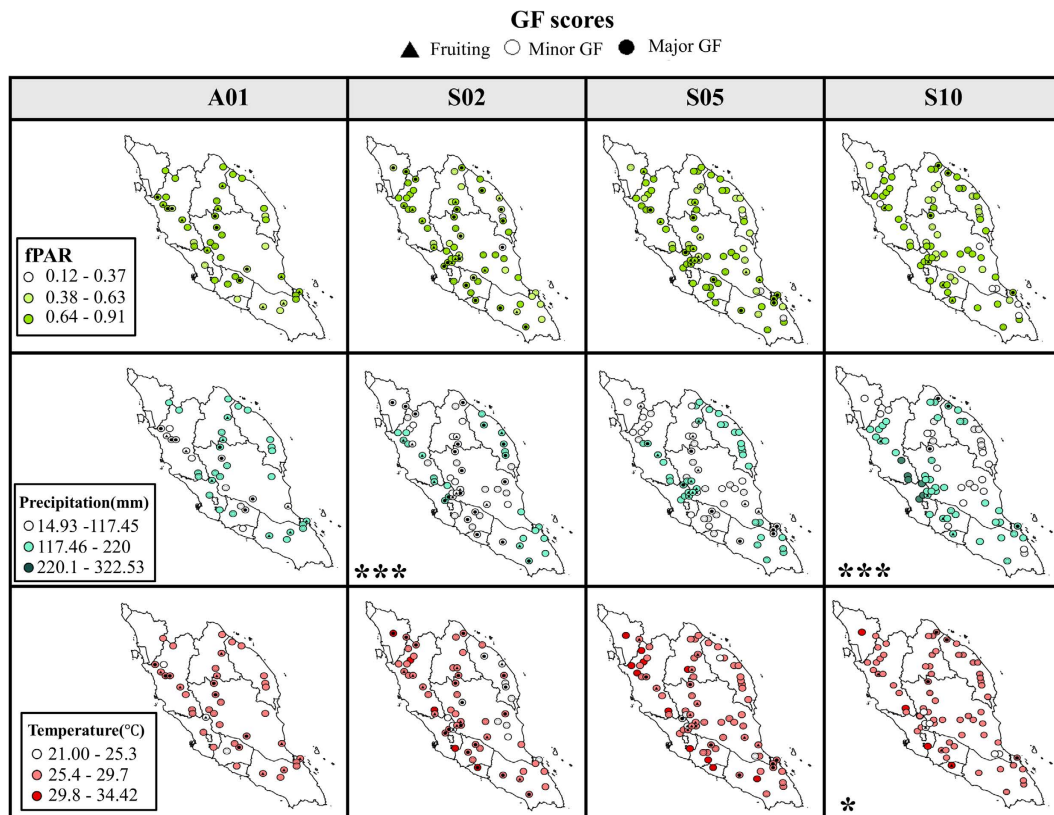 GF scores
▲ Fruiting ○ Minor GF ● Major GF
A01 S02 S05 S10
fPAR
0.12 - 0.37
0.38 - 0.63
0.64 - 0.91
Precipitation(mm)
14.93 -117.45
117.46 - 220
220.1 - 322.53
*** ***
Temperature(℃)
21.00 - 25.3
25.4 - 29.7
29.8 - 34.42
*